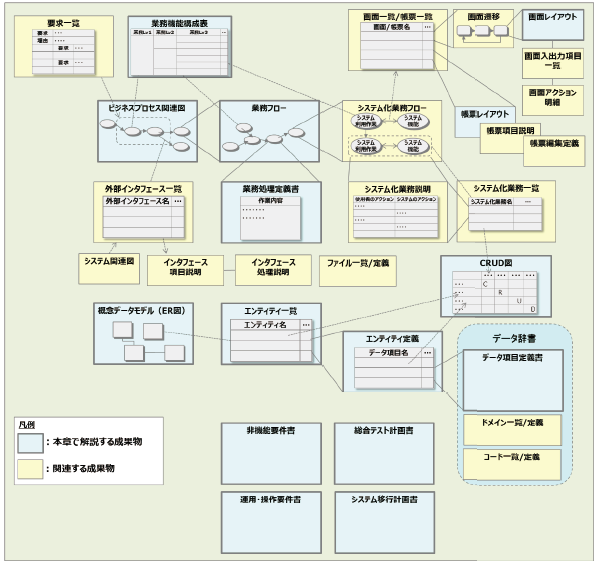 要求一覧
要求 ...
理由 ....
要求 ...
要求 ...
業務機能構成表
業務Lv1 業務Lv2 業務Lv3 ...
画面一覧/帳票一覧
画面/帳票名 ...
画面遷移
画面レイアウト
画面入出力項目
一覧
画面アクション
明細
帳票レイアウト
帳票項目説明
帳票編集定義
ビジネスプロセス関連図
業務フロー
システム化業務フロー
システム
利用作業
システム
機能
システム
利用作業
システム
機能
外部インタフェース一覧
外部インタフェース名 ...
業務処理定義書
作業内容
.......
.......
システム化業務説明
使用者のアクション システムのアクション
....
....
....
....
システム化業務一覧
システム化業務名 ...
システム関連図
インタフェース
項目説明
インタフェース
処理説明
ファイル一覧/定義
CRUD図
... ... ... ...
.... C
.... R
.... U
.... D
概念データモデル（ER図）
エンティティ一覧
エンティティ名 ...
エンティティ定義
データ項目名 ...
データ辞書
データ項目定義書
ドメイン一覧/定義
コード一覧/定義
凡例
：本章で解説する成果物
：関連する成果物
非機能要件書
総合テスト計画書
運用・操作要件書
システム移行計画書